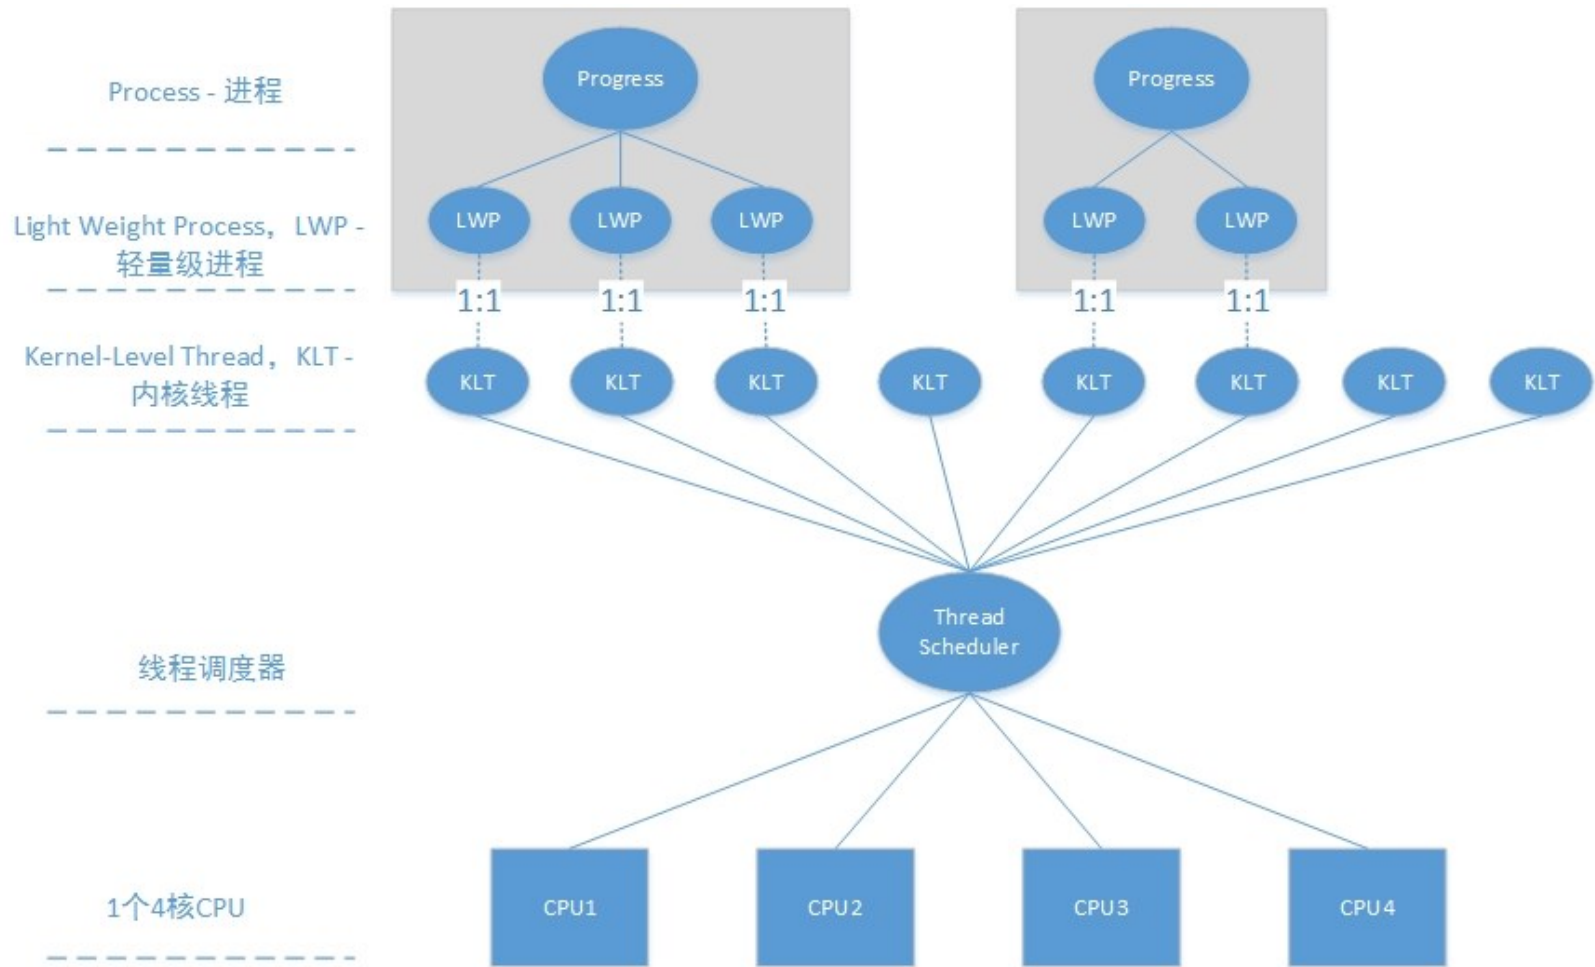 Progress
Progress
Process - 进程
LWP
LWP
LWP
LWP
LWP
Light Weight Process，LWP -
轻量级进程
1:1
1:1
1:1
1:1
1:1
Kernel-Level Thread，KLT -
内核线程
KLT
KLT
KLT
KLT
KLT
KLT
KLT
KLT
Thread
Scheduler
线程调度器
1个4核CPU
CPU1
CPU2
CPU3
CPU4